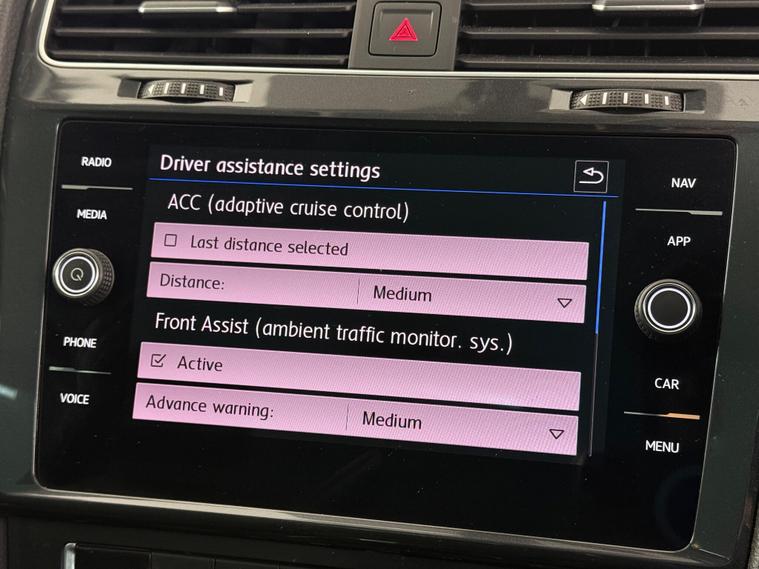 RADIO
MEDIA
PHONE
VOICE
Driver assistance settings
ACC (adaptive cruise control)
Last distance selected
Distance: Medium
Front Assist (ambient traffic monitor. sys.)
Active
Advance warning: Medium
NAV
APP
CAR
MENU